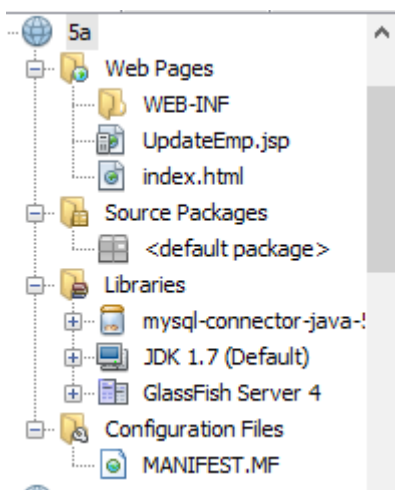 5a
Web Pages
WEB-INF
UpdateEmp.jsp
index.html
Source Packages
<default package>
Libraries
mysql-connector-java-5
JDK 1.7 (Default)
GlassFish Server 4
Configuration Files
MANIFEST.MF